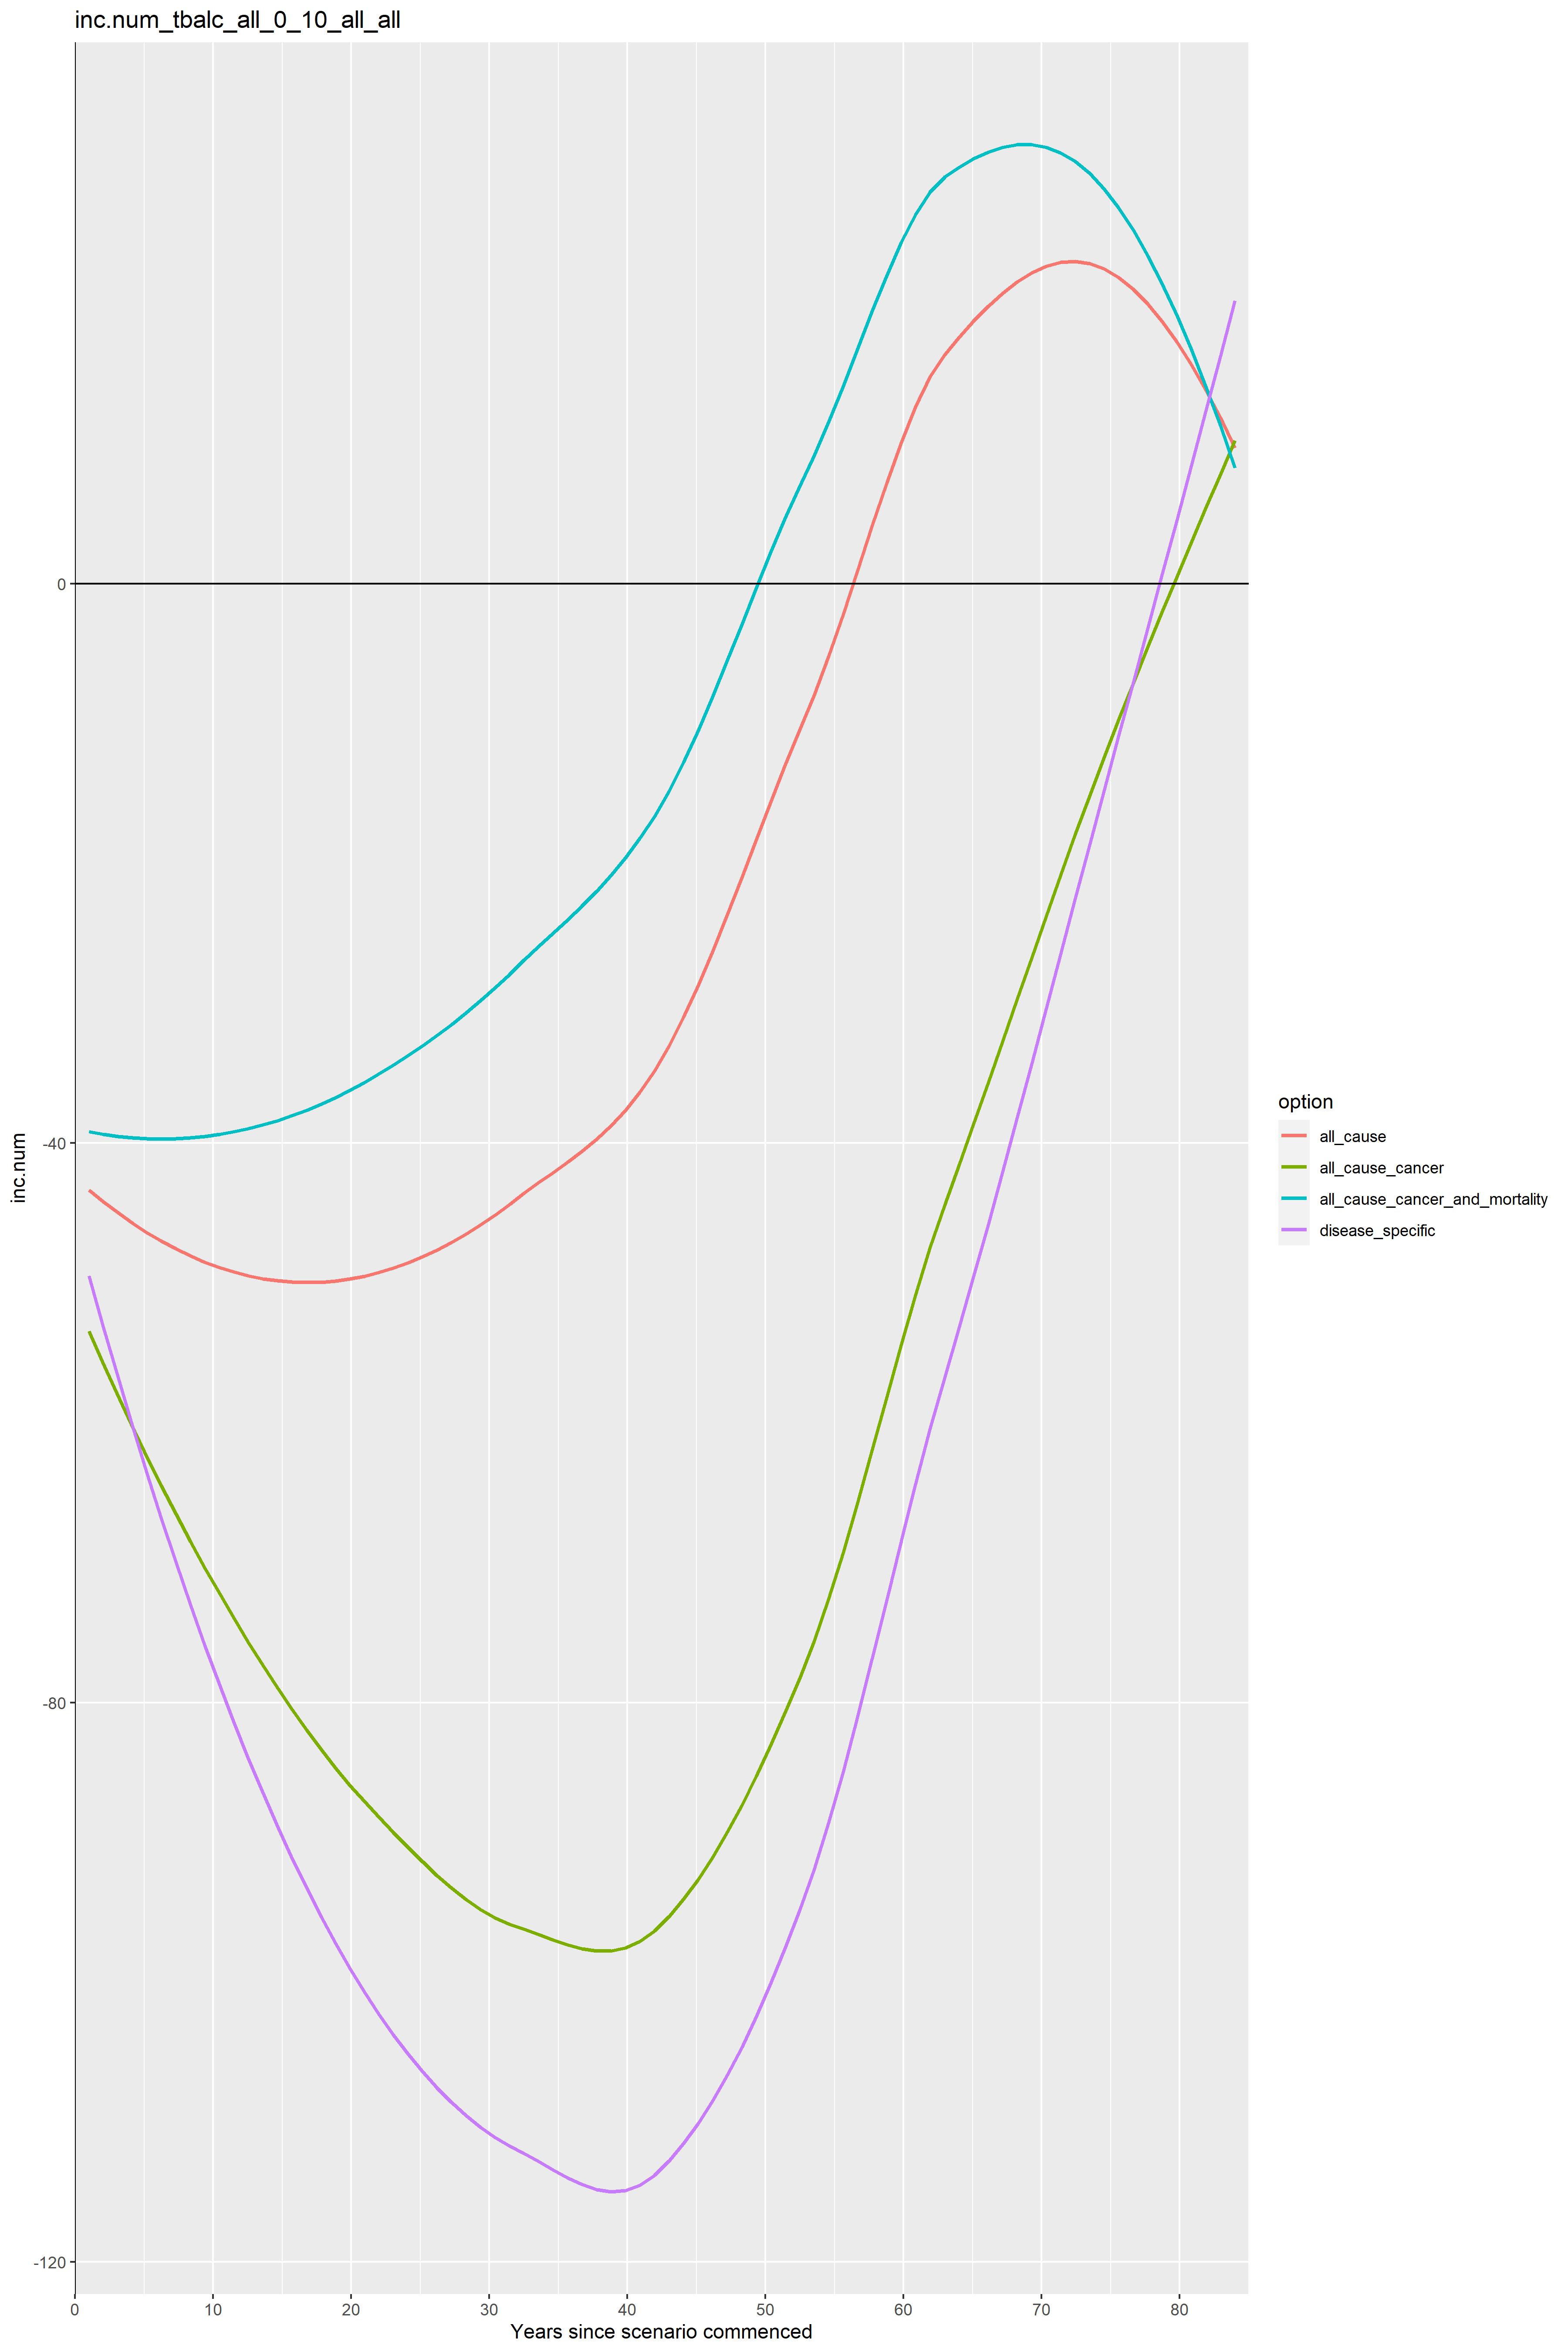 inc.num_tbalc_all_0_10_all_all
inc.num
0
-40
-80
-120
0 10 20 30 40 50 60 70 80
Years since scenario commenced
option
all_cause
all_cause_cancer
all_cause_cancer_and_mortality
disease_specific